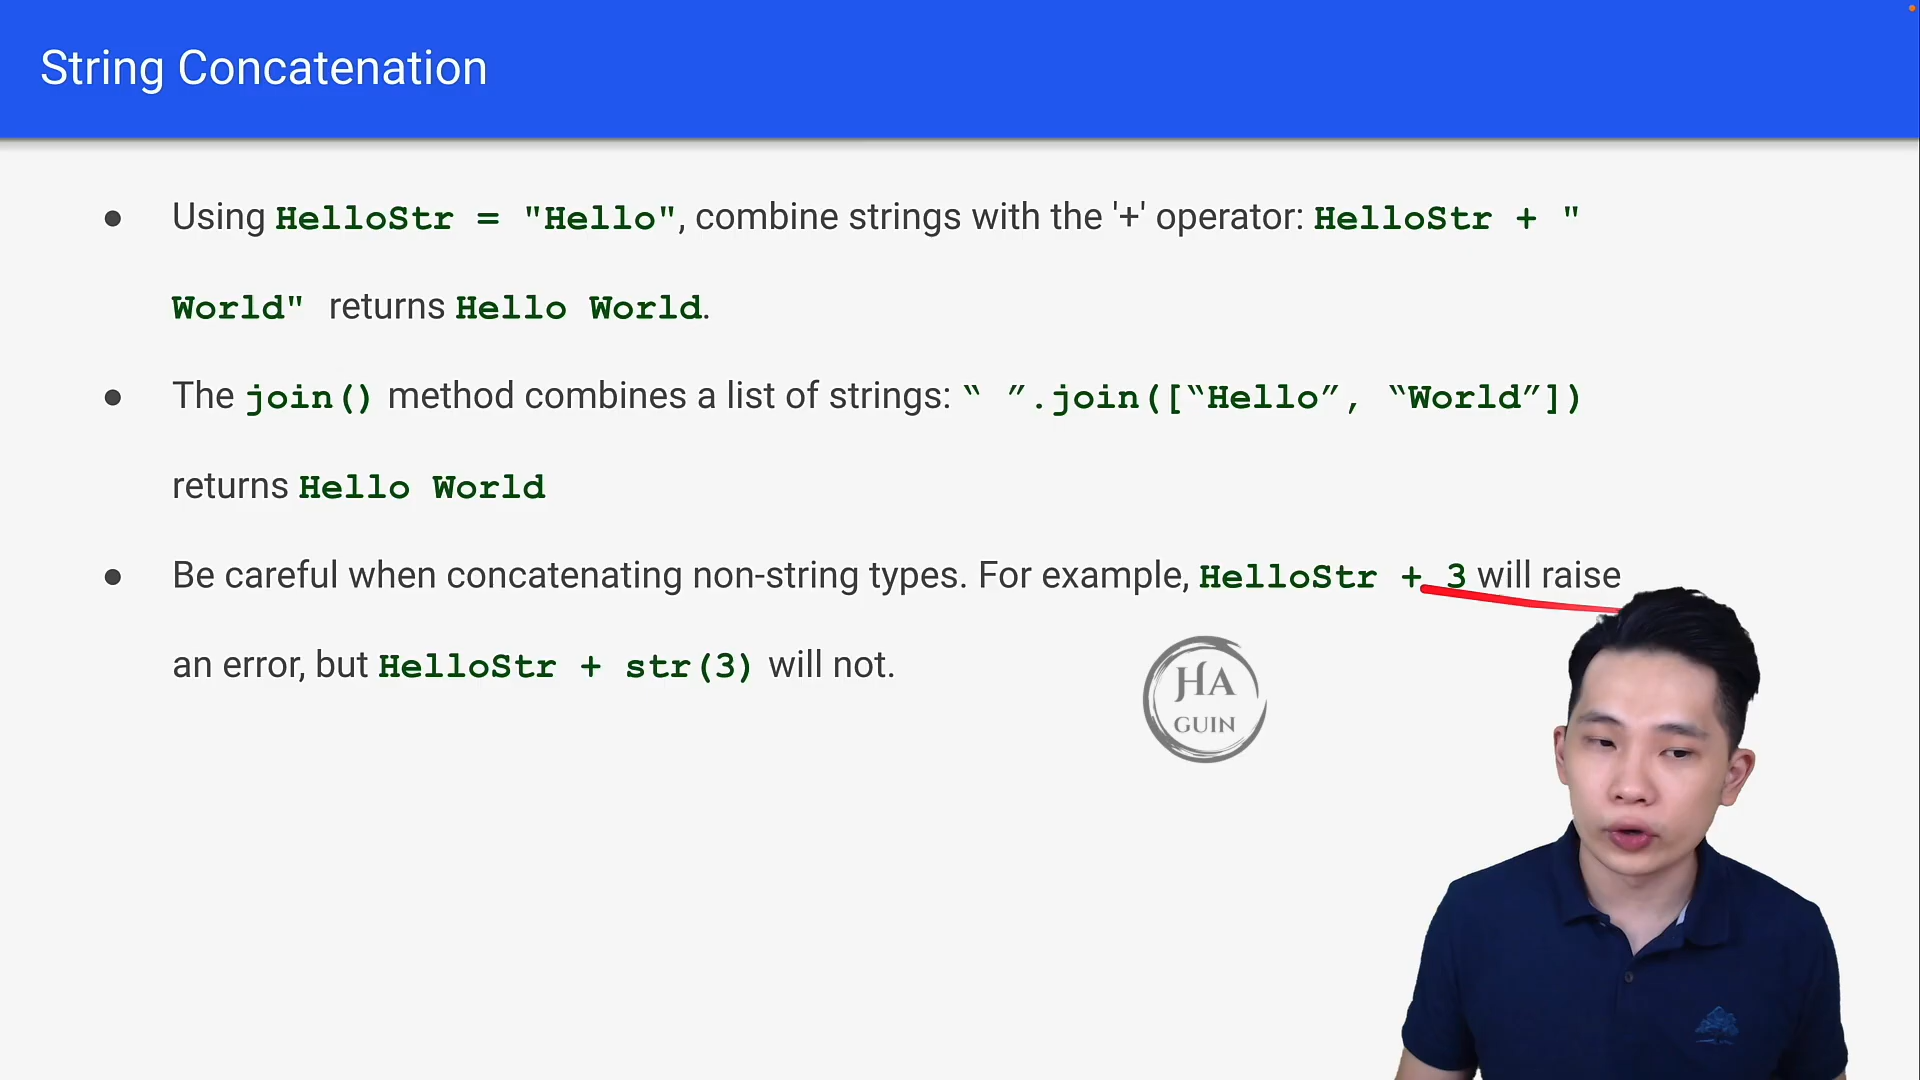 String Concatenation
● Using HelloStr = "Hello", combine strings with the '+' operator: HelloStr + "
World" returns Hello World.
● The join() method combines a list of strings: “ ”.join([“Hello”, “World”])
returns Hello World
● Be careful when concatenating non-string types. For example, HelloStr + 3 will raise
an error, but HelloStr + str(3) will not.
HA
GUIN